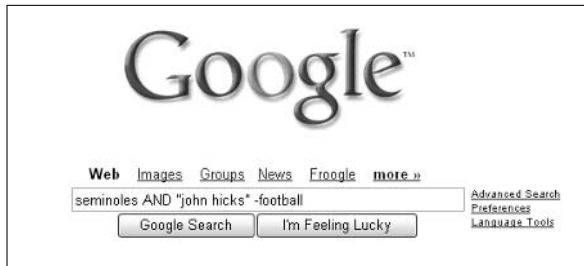 Google™
Web Images Groups News Froogle more »
seminoles AND "john hicks" -football
Advanced Search
Preferences
Language Tools
Google Search I'm Feeling Lucky